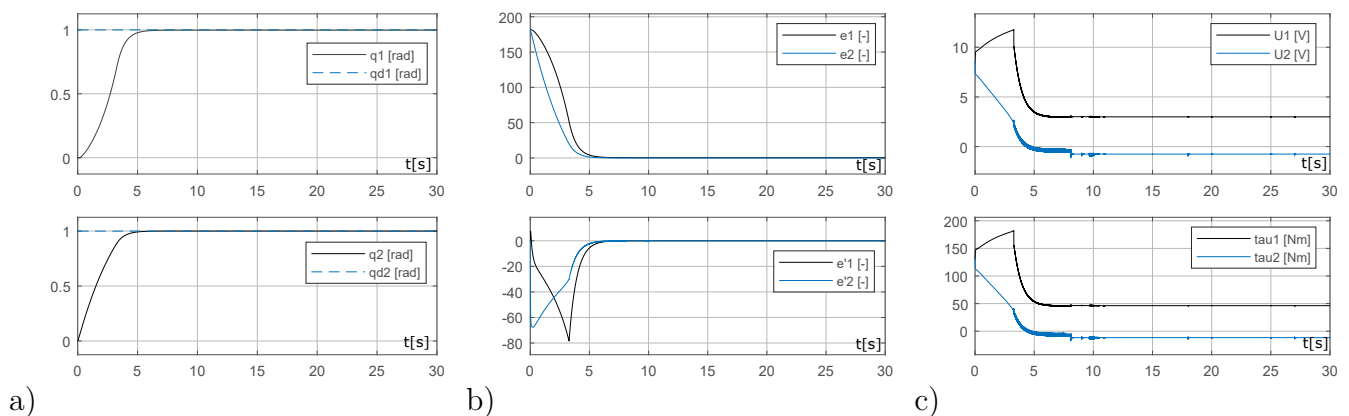 1
0.5
0
q1 [rad]
qd1 [rad]
t[s]
0 5 10 15 20 25 30
1
0.5
0
q2 [rad]
qd2 [rad]
t[s]
0 5 10 15 20 25 30
a)
200
150
100
50
0
e1 [-]
e2 [-]
t[s]
0 5 10 15 20 25 30
0
-20
-40
-60
-80
e'1 [-]
e'2 [-]
t[s]
0 5 10 15 20 25 30
b)
10
5
0
U1 [V]
U2 [V]
t[s]
0 5 10 15 20 25 30
200
150
100
50
0
tau1 [Nm]
tau2 [Nm]
t[s]
0 5 10 15 20 25 30
c)